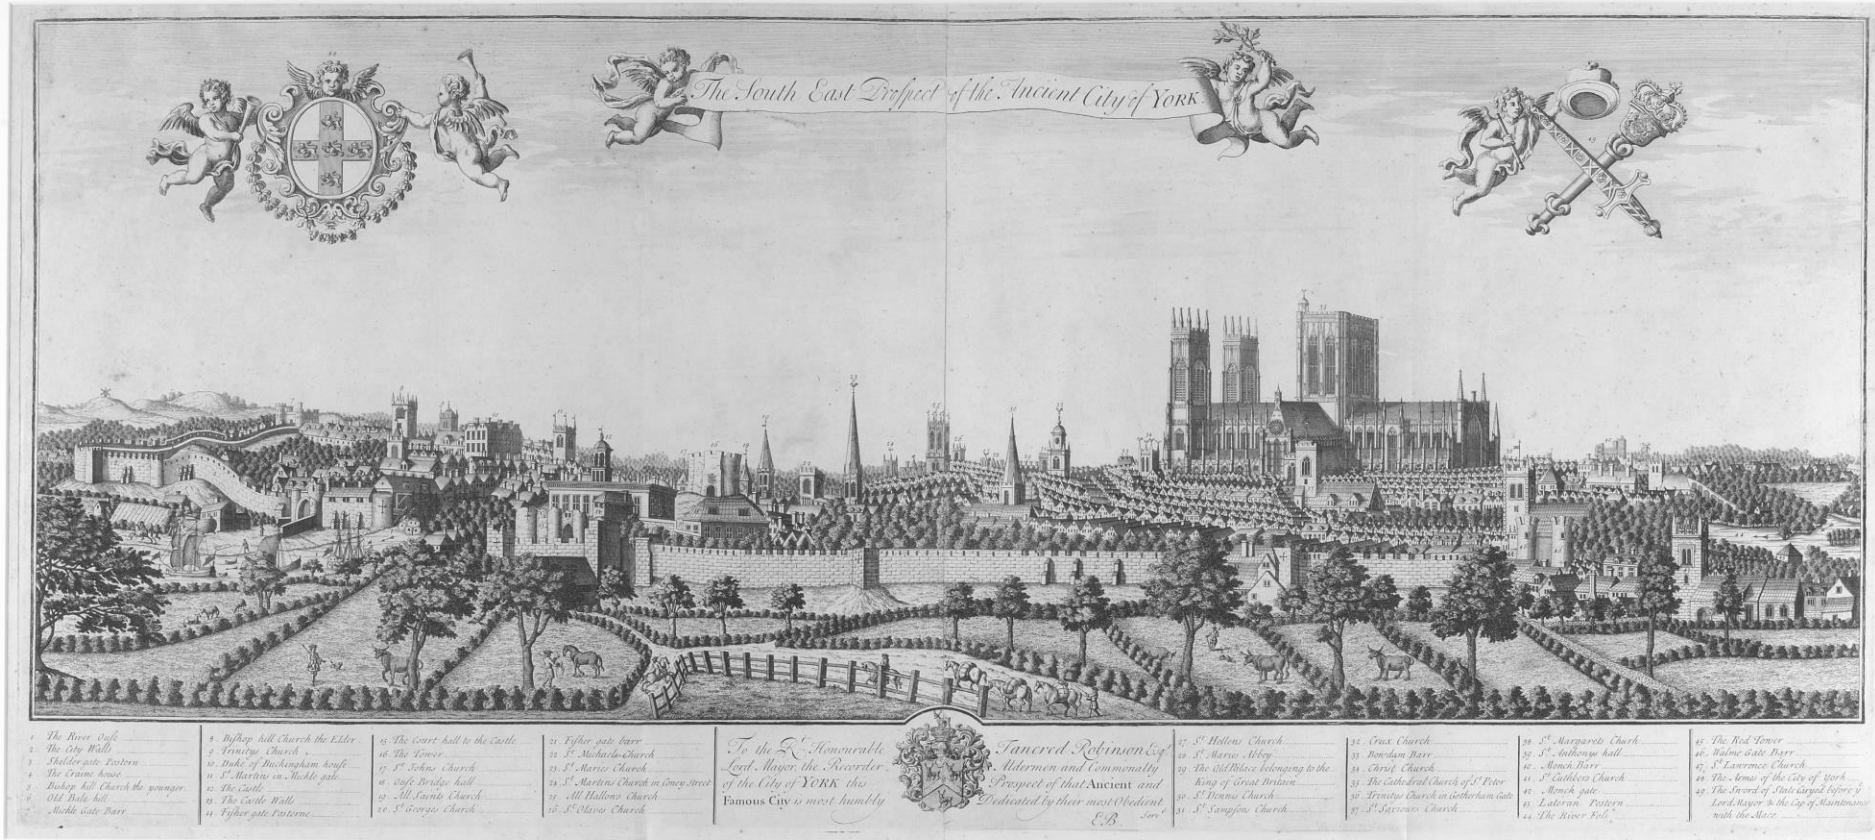 The South East Prospect of the Ancient City of YORK
1 The River Ouse
2 The City Walls
3 Sheldergate Postern
4 The Craine house
5 Bishop hill Church the younger
6 Old Bale hill
7 Mickle Gate Barr
8 Bishop hill Church the Elder
9 Trinitys Church
10 Duke of Buckingham house
11 St Martins in Mickle gate
12 The Castle
13 The Castle Walls
14 Fisher gate Posterne
15 The Court hall to the Castle
16 The Tower
17 St Johns Church
18 Ouse Bridge hall
19 All Saints Church
20 St Georges Church
21 Fisher gate barr
22 St Michaels Church
23 St Maries Church
24 St Martins Church in Coney Street
25 All Hallows Church
26 St Olaves Church
To the Rt Honourable Tancred Robinson Esqr
Lord Mayor, the Recorder Aldermen and Commonalty
of the City of YORK this Prospect of that Ancient and
Famous City is most humbly Dedicated by their most Obedient
Servt
E B
27 St Hellens Church
28 St Maries Abby
29 The Old Palace belonging to the
King of Great Britain
30 St Dennis Church
31 St Sampsons Church
32 Crux Church
33 Bowdam Barr
34 Christ Church
35 The Cathedral Church of St Peter
36 Trinitys Church in Gotheram Gate
37 St Saviours Church
38 St Margarets Church
39 St Anthonys hall
40 Monch Barr
41 St Cuthbers Church
42 Monch gate
43 Lateran Postern
44 The River Foss
45 The Red Tower
46 Walme Gate Barr
47 St Lawrence Church
48 The Armes of the City of York
49 The Sword of State Caryed before ye
Lord Mayor & the Cap of Maintenance
with the Mace